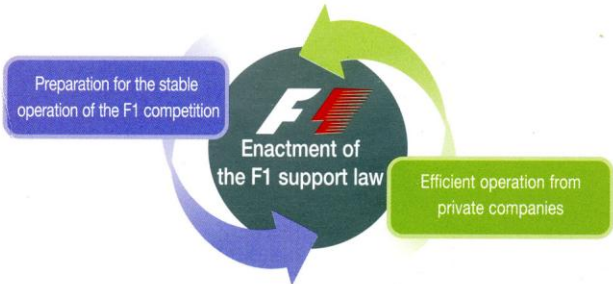 Preparation for the stable
operation of the F1 competition
F1
Enactment of
the F1 support law
Efficient operation from
private companies